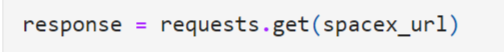 response = requests.get(spacex_url)